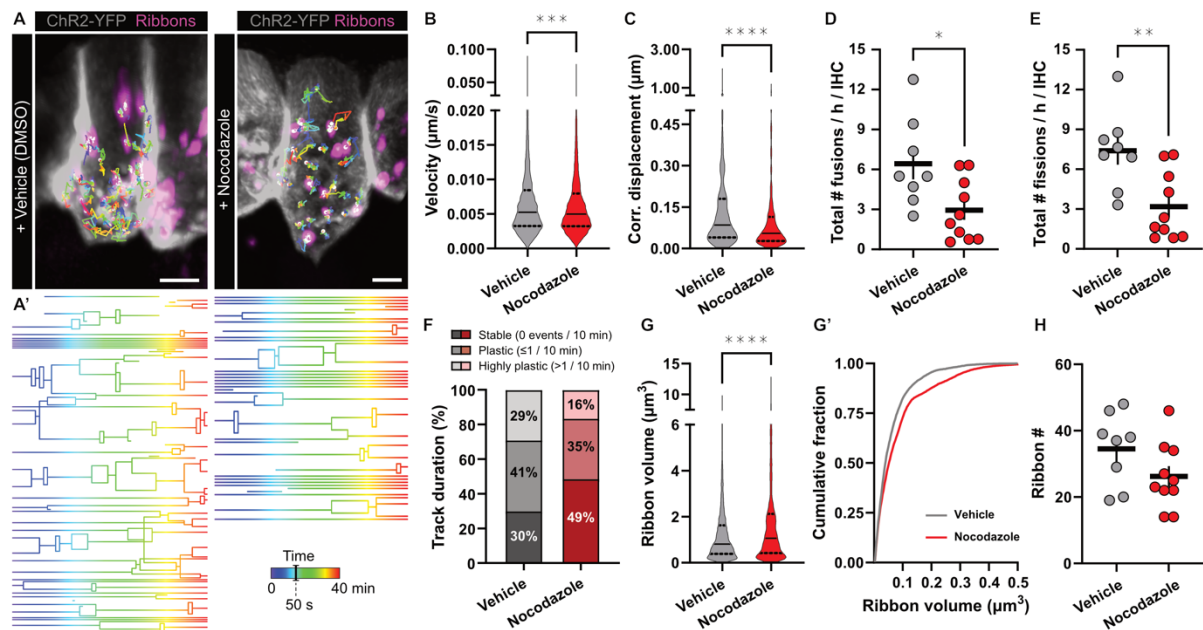 A
ChR2-YFP Ribbons
ChR2-YFP Ribbons
+ Vehicle (DMSO)
+ Nocodazole
A'
Time
0
40 min
50 s
B
***
Velocity (µm/s)
0.100
0.075
0.050
0.020
0.015
0.010
0.005
0.000
Vehicle
Nocodazole
C
****
Corr. displacement (µm)
3.00
2.00
1.00
0.45
0.30
0.15
0.00
Vehicle
Nocodazole
D
*
Total # fusions / h / IHC
15
12
9
6
3
0
Vehicle
Nocodazole
E
**
Total # fissions / h / IHC
15
12
9
6
3
0
Vehicle
Nocodazole
F
Stable (0 events / 10 min)
Plastic (≤1 / 10 min)
Highly plastic (>1 / 10 min)
Track duration (%)
100
80
60
40
20
0
29%
41%
30%
16%
35%
49%
Vehicle
Nocodazole
G
****
Ribbon volume (µm³)
15
10
6
4
2
0
Vehicle
Nocodazole
G'
Cumulative fraction
1.00
0.75
0.50
0.25
0.00
Vehicle
Nocodazole
0.1 0.2 0.3 0.4 0.5
Ribbon volume (µm³)
H
Ribbon #
60
40
20
0
Vehicle
Nocodazole